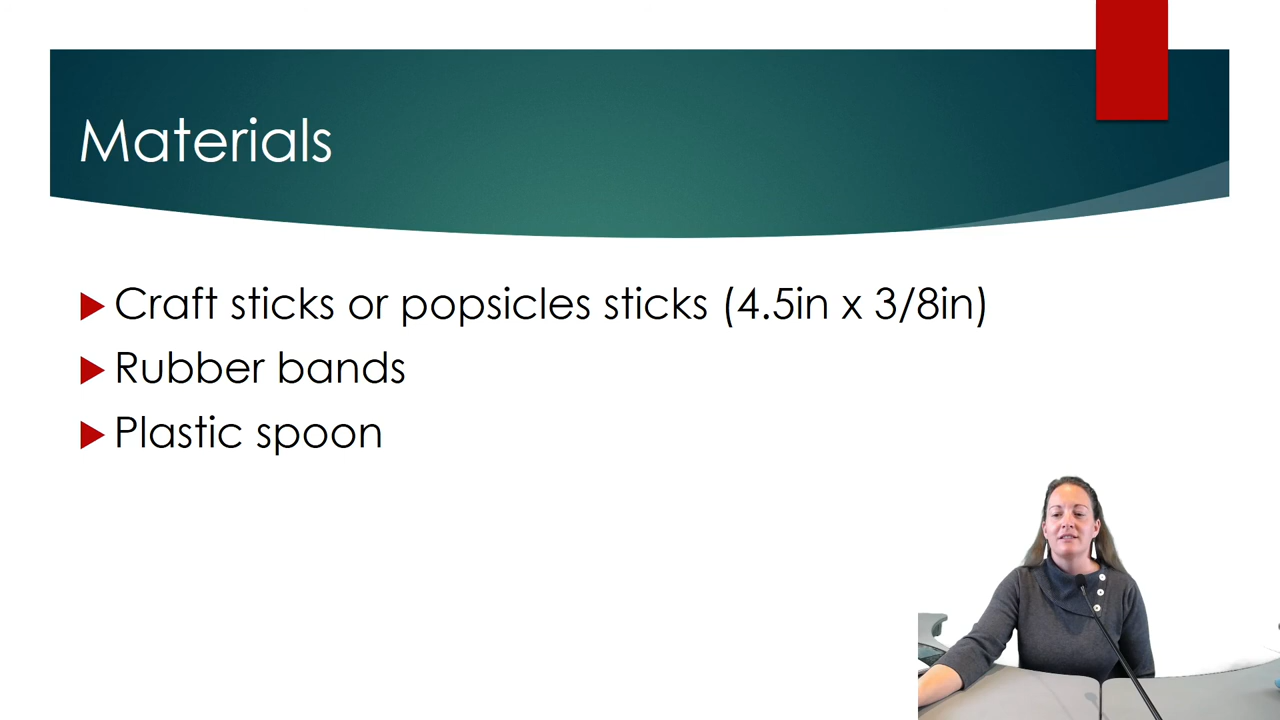 Materials
Craft sticks or popsicles sticks (4.5in x 3/8in)
Rubber bands
Plastic spoon